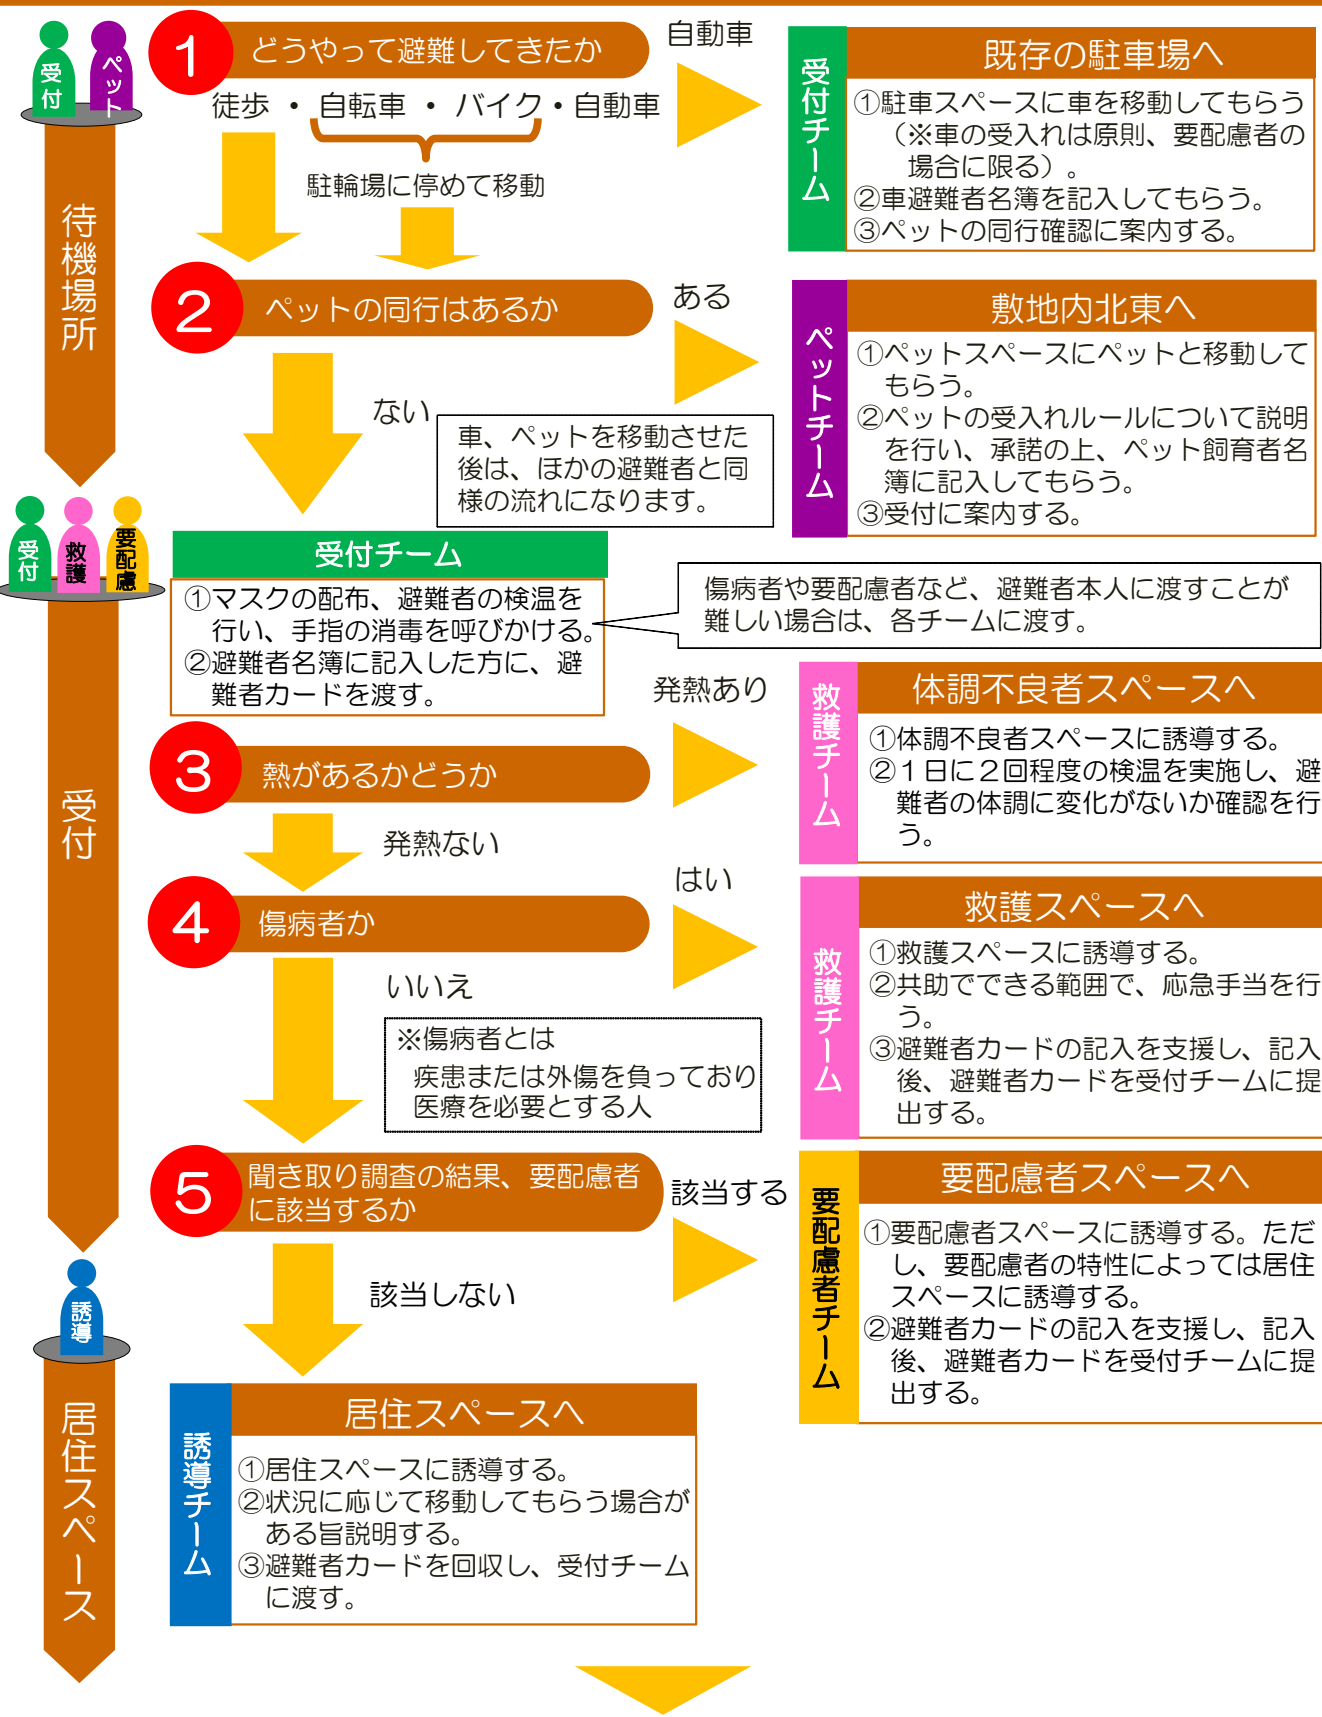 受付
ペット
待機場所
1
どうやって避難してきたか
自動車
徒歩 ・ 自転車 ・ バイク・自動車
駐輪場に停めて移動
受付チーム
既存の駐車場へ
①駐車スペースに車を移動してもらう
（※車の受入れは原則、要配慮者の
場合に限る）。
②車避難者名簿を記入してもらう。
③ペットの同行確認に案内する。
2
ペットの同行はあるか
ある
ない
車、ペットを移動させた
後は、ほかの避難者と同
様の流れになります。
ペットチーム
敷地内北東へ
①ペットスペースにペットと移動して
もらう。
②ペットの受入れルールについて説明
を行い、承諾の上、ペット飼育者名
簿に記入してもらう。
③受付に案内する。
受付
救護
要配慮
受付
受付チーム
①マスクの配布、避難者の検温を
行い、手指の消毒を呼びかける。
②避難者名簿に記入した方に、避
難者カードを渡す。
傷病者や要配慮者など、避難者本人に渡すことが
難しい場合は、各チームに渡す。
3
熱があるかどうか
発熱あり
発熱ない
救護チーム
体調不良者スペースへ
①体調不良者スペースに誘導する。
②１日に２回程度の検温を実施し、避
難者の体調に変化がないか確認を行
う。
4
傷病者か
はい
いいえ
※傷病者とは
疾患または外傷を負っており
医療を必要とする人
救護チーム
救護スペースへ
①救護スペースに誘導する。
②共助でできる範囲で、応急手当を行
う。
③避難者カードの記入を支援し、記入
後、避難者カードを受付チームに提
出する。
5
聞き取り調査の結果、要配慮者
に該当するか
該当する
該当しない
要配慮者チーム
要配慮者スペースへ
①要配慮者スペースに誘導する。ただ
し、要配慮者の特性によっては居住
スペースに誘導する。
②避難者カードの記入を支援し、記入
後、避難者カードを受付チームに提
出する。
誘導
居住スペース
誘導チーム
居住スペースへ
①居住スペースに誘導する。
②状況に応じて移動してもらう場合が
ある旨説明する。
③避難者カードを回収し、受付チーム
に渡す。